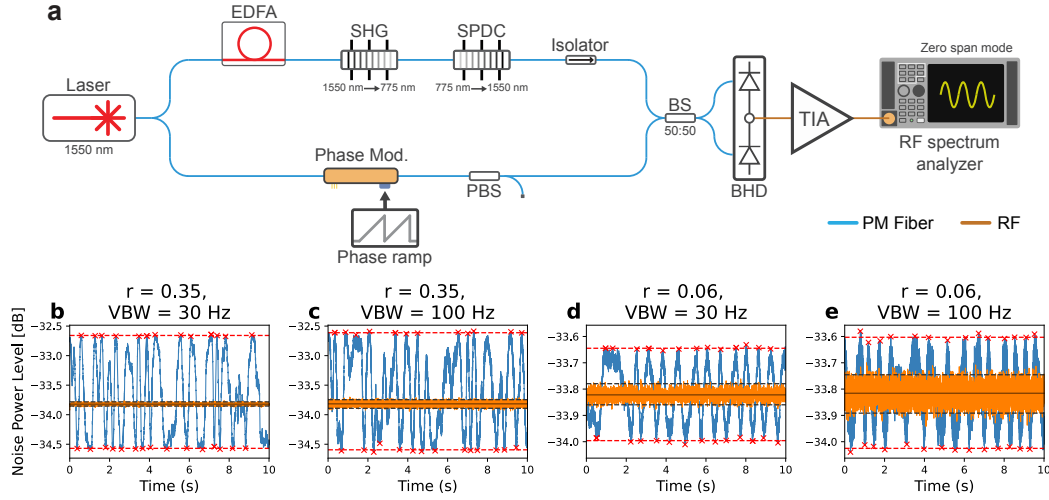 a
EDFA
SHG
SPDC
Isolator
Zero span mode
Laser
1550 nm → 775 nm
775 nm → 1550 nm
BS
50:50
TIA
1550 nm
RF spectrum
analyzer
Phase Mod.
PBS
BHD
Phase ramp
PM Fiber
RF
b
r = 0.35,
VBW = 30 Hz
Noise Power Level [dB]
−32.5
−33.0
−33.5
−34.0
−34.5
0 2 4 6 8 10
Time (s)
c
r = 0.35,
VBW = 100 Hz
−32.5
−33.0
−33.5
−34.0
−34.5
0 2 4 6 8 10
Time (s)
d
r = 0.06,
VBW = 30 Hz
−33.6
−33.7
−33.8
−33.9
−34.0
0 2 4 6 8 10
Time (s)
e
r = 0.06,
VBW = 100 Hz
−33.6
−33.7
−33.8
−33.9
−34.0
0 2 4 6 8 10
Time (s)